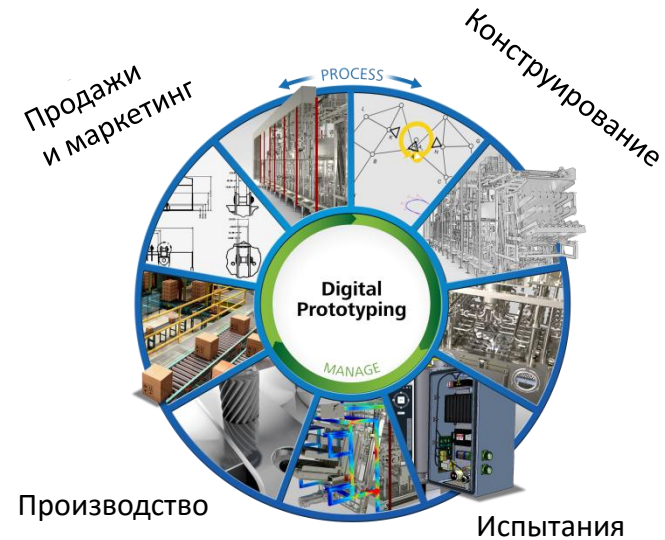 Продажи
и маркетинг
PROCESS
Конструирование
Digital
Prototyping
MANAGE
Производство
Испытания